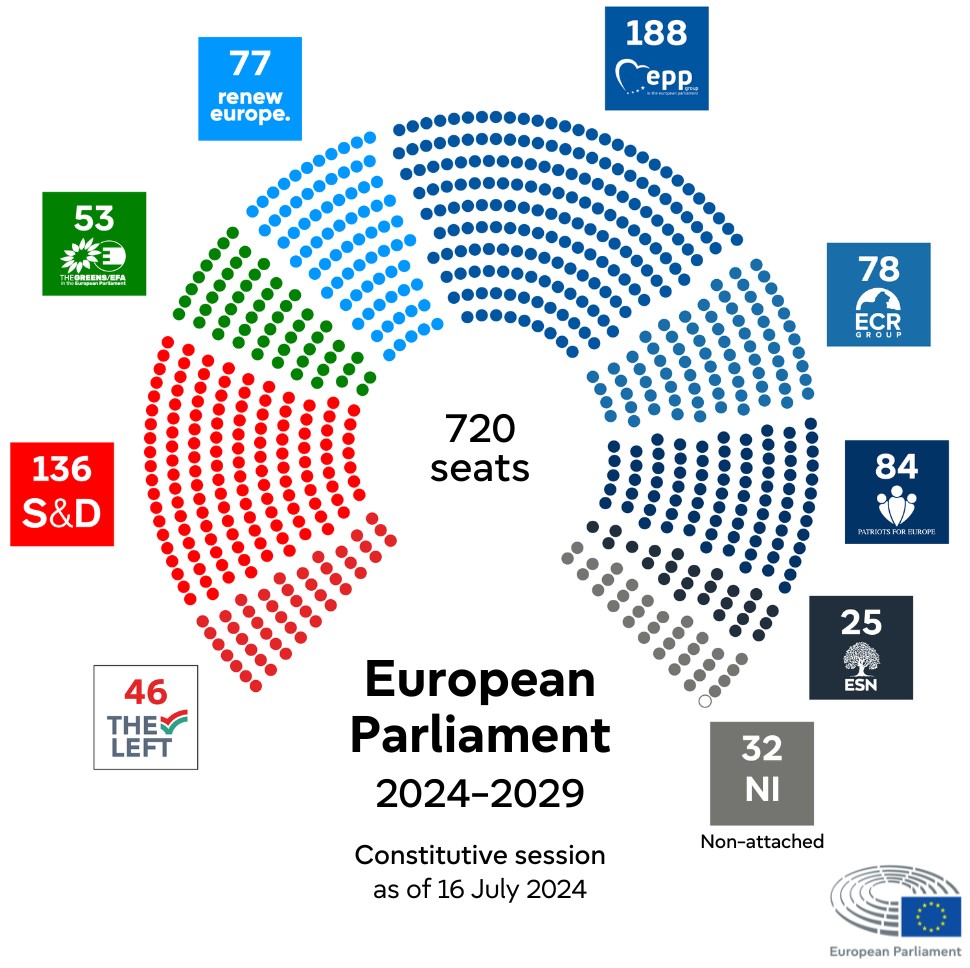 188
epp
group
in the european parliament
77
renew
europe.
53
THE GREENS/EFA
in the European Parliament
78
ECR
GROUP
720
seats
136
S&D
84
PATRIOTS FOR EUROPE
25
ESN
46
THE
LEFT
European
Parliament
2024–2029
Constitutive session
as of 16 July 2024
32
NI
Non-attached
European Parliament